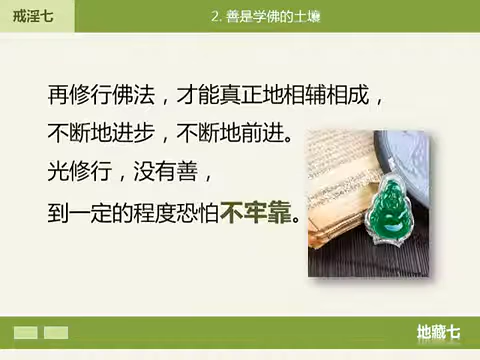 戒淫七
2. 善是学佛的土壤
再修行佛法，才能真正地相辅相成，
不断地进步，不断地前进。
光修行，没有善，
到一定的程度恐怕不牢靠。
地藏七